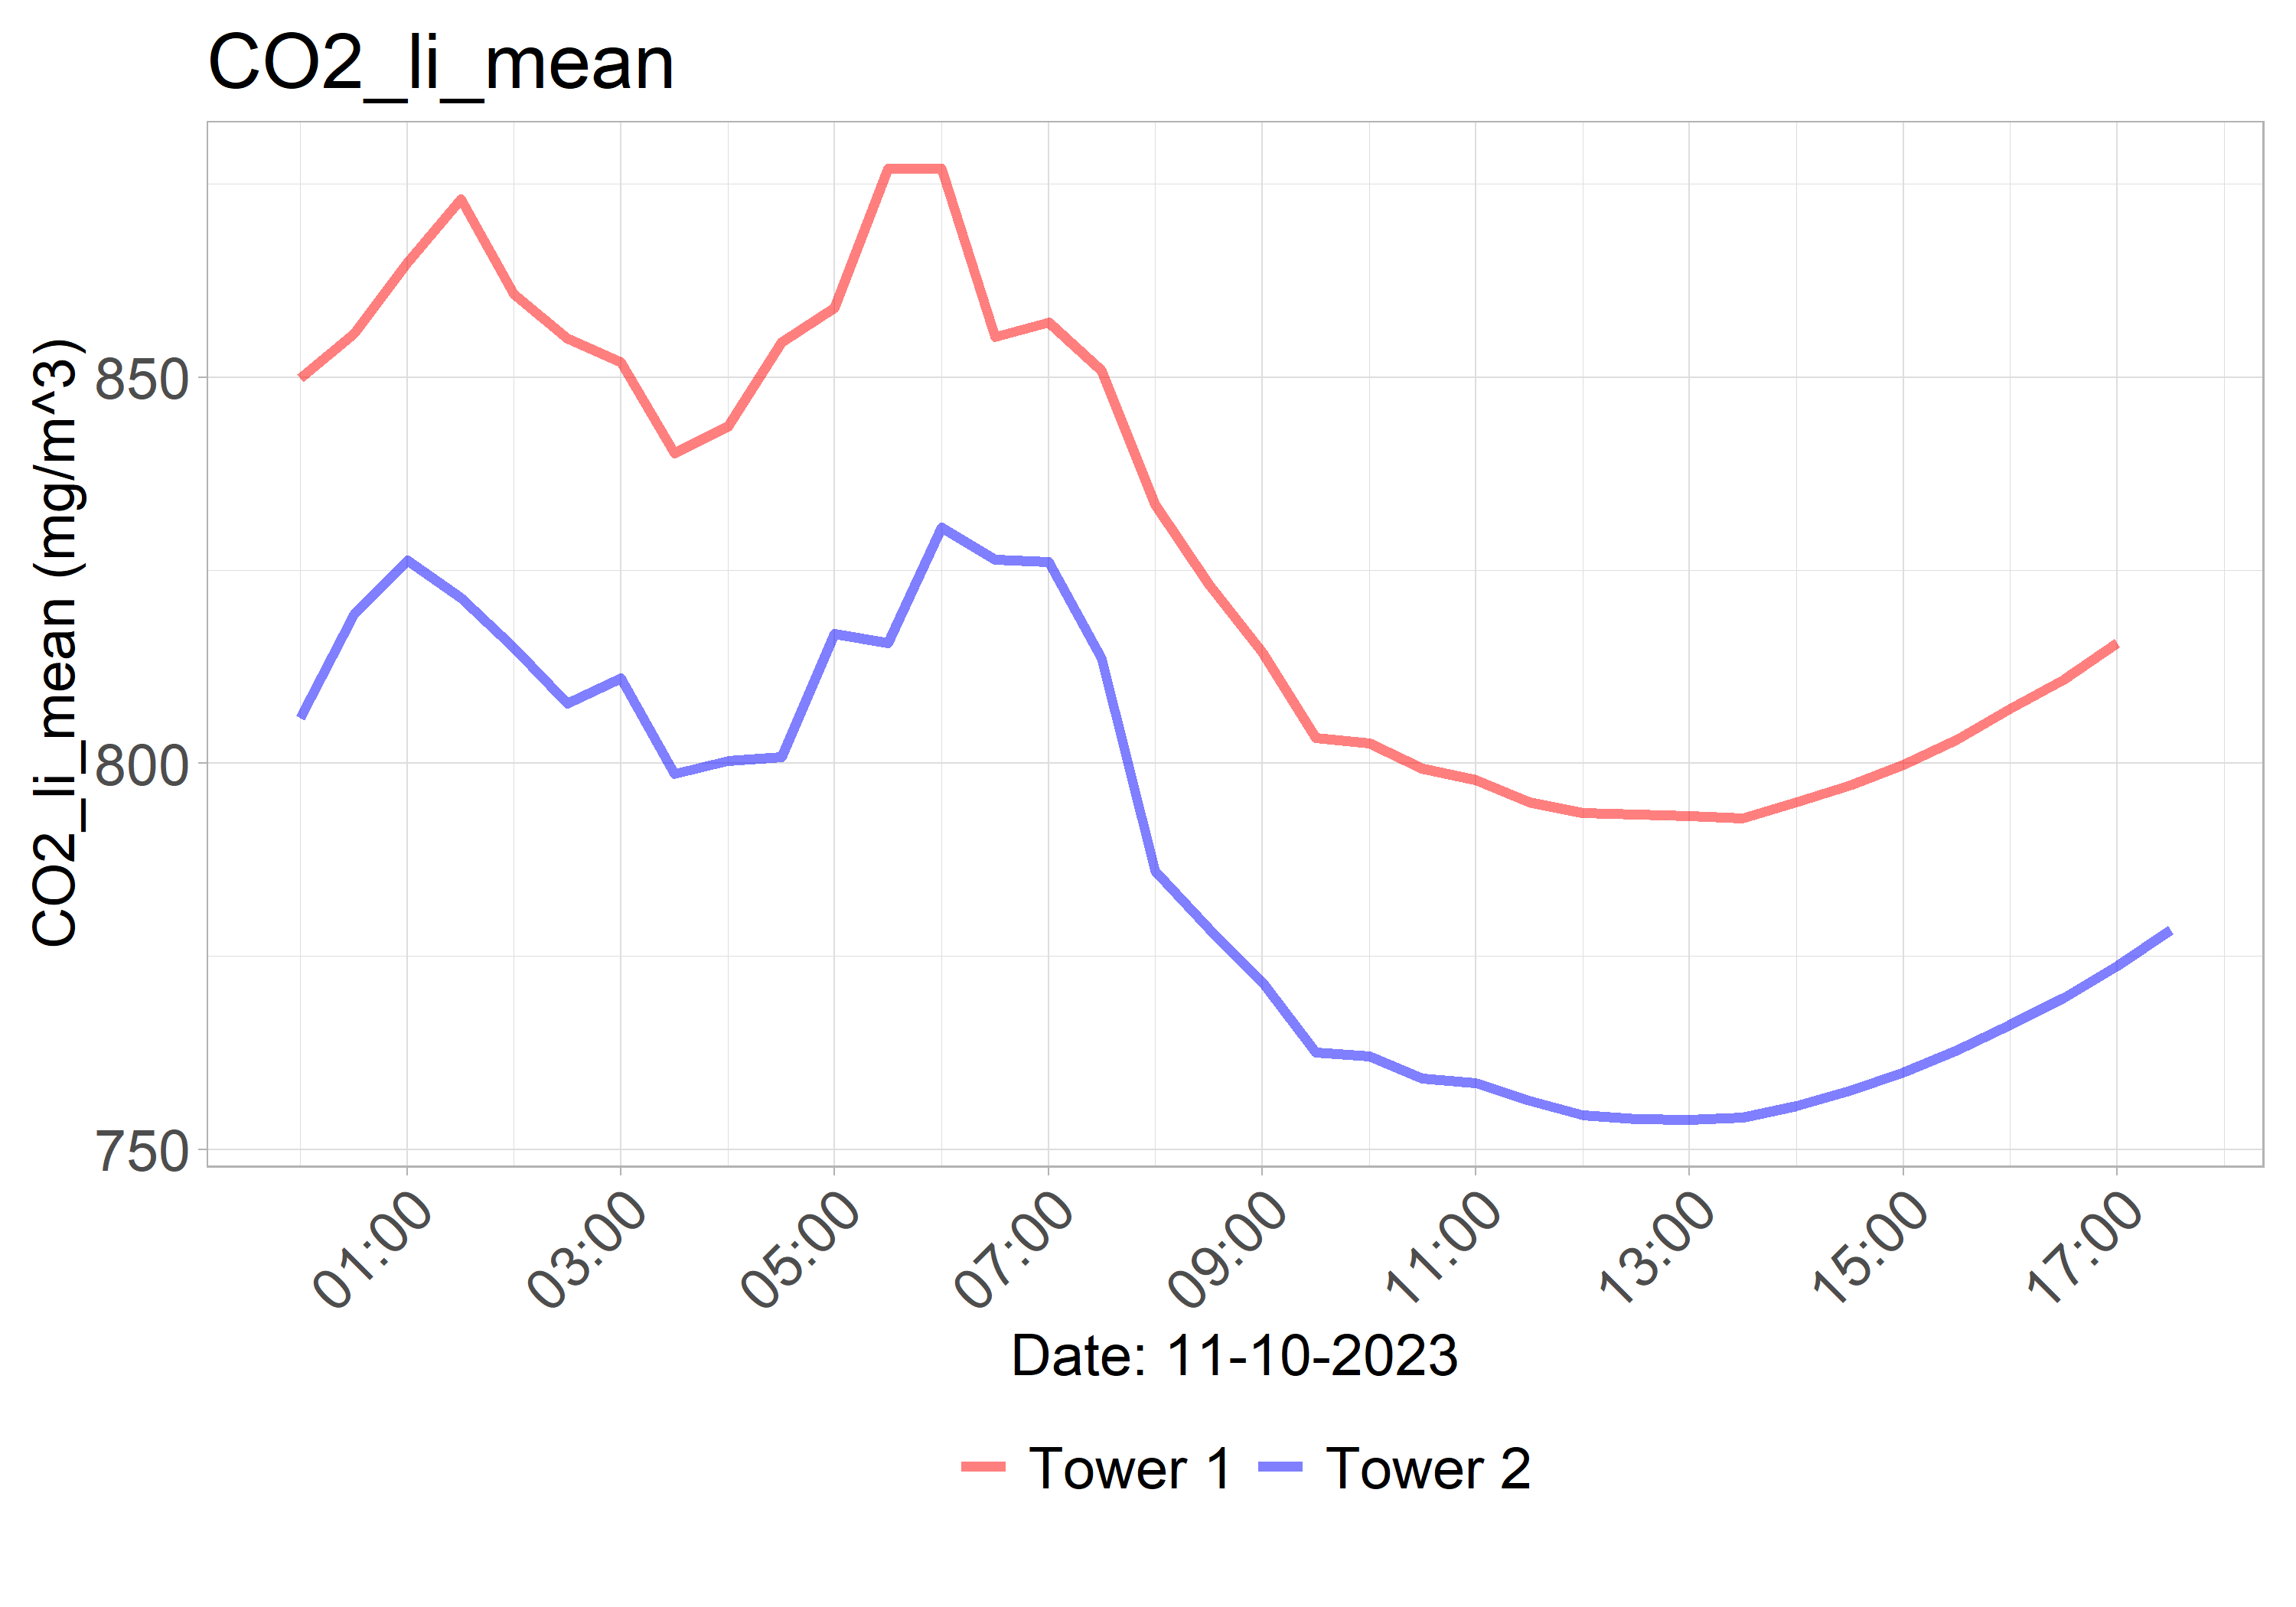 CO2_li_mean
CO2_li_mean (mg/m^3)
850
800
750
01:00
03:00
05:00
07:00
09:00
11:00
13:00
15:00
17:00
Date: 11-10-2023
Tower 1
Tower 2